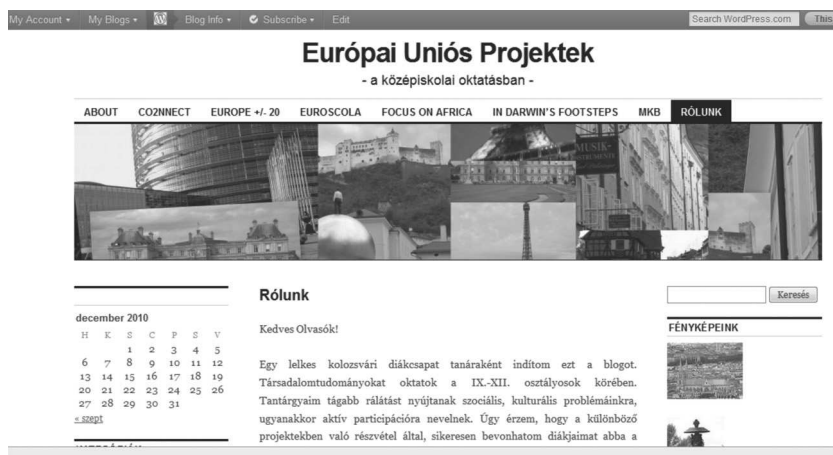 My Account My Blogs Blog Info Subscribe Edit Search WordPress.com This
Európai Uniós Projektek
- a középiskolai oktatásban -
ABOUT CO2NNECT EUROPE +/- 20 EUROSCOLA FOCUS ON AFRICA IN DARWIN'S FOOTSTEPS MKB RÓLUNK
MUSIK-
INSTRUMENTE
december 2010
H K S C P S V
1 2 3 4 5
6 7 8 9 10 11 12
13 14 15 16 17 18 19
20 21 22 23 24 25 26
27 28 29 30 31
« szept
Rólunk
Kedves Olvasók!
Egy lelkes kolozsvári diákcsapat tanáraként indítom ezt a blogot.
Társadalomtudományokat oktatok a IX.-XII. osztályosok körében.
Tantárgyaim tágabb rálátást nyújtanak szociális, kulturális problémáinkra,
ugyanakkor aktív participációra nevelnek. Úgy érzem, hogy a különböző
projektekben való részvétel által, sikeresen bevonhatom diákjaimat abba a
Keresés
FÉNYKÉPEINK